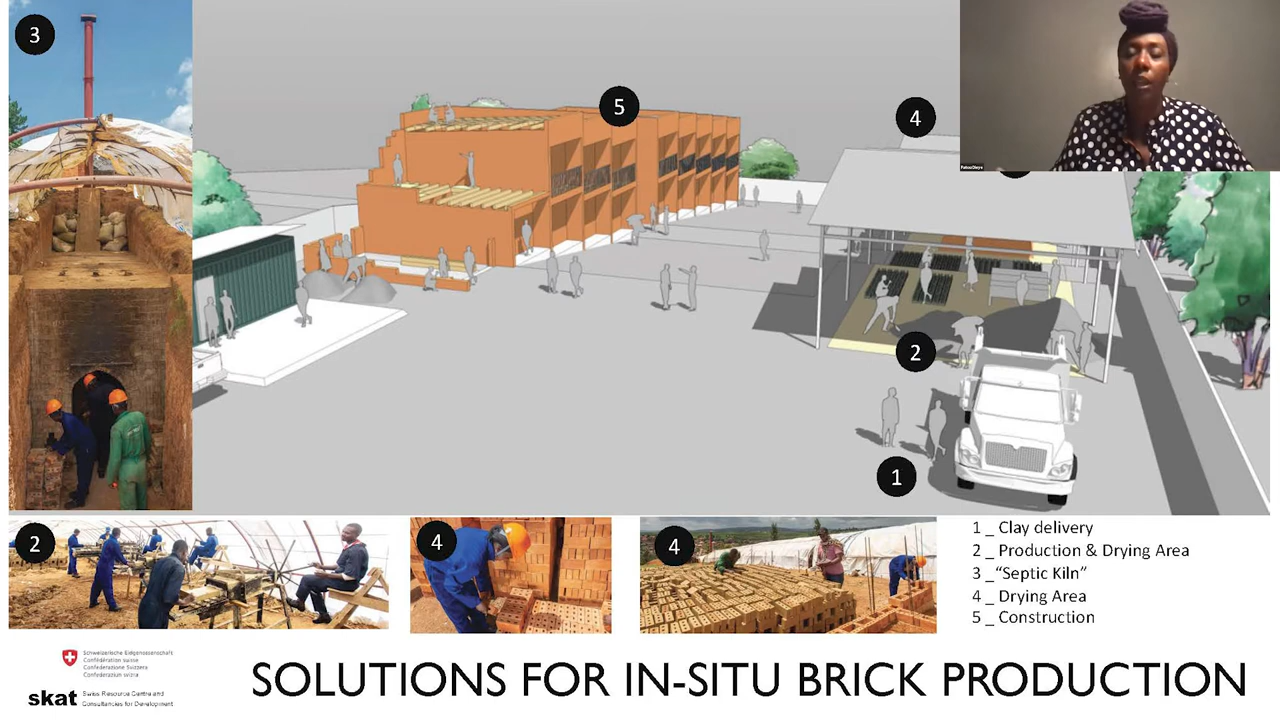 3
5
4
2
1
2
4
4
1 _ Clay delivery
2 _ Production & Drying Area
3 _“Septic Kiln”
4 _ Drying Area
5 _ Construction
Schweizerische Eidgenossenschaft
Confédération suisse
Confederazione Svizzera
Confederaziun svizra
skat Swiss Resource Centre and
Consultancies for Development
SOLUTIONS FOR IN-SITU BRICK PRODUCTION